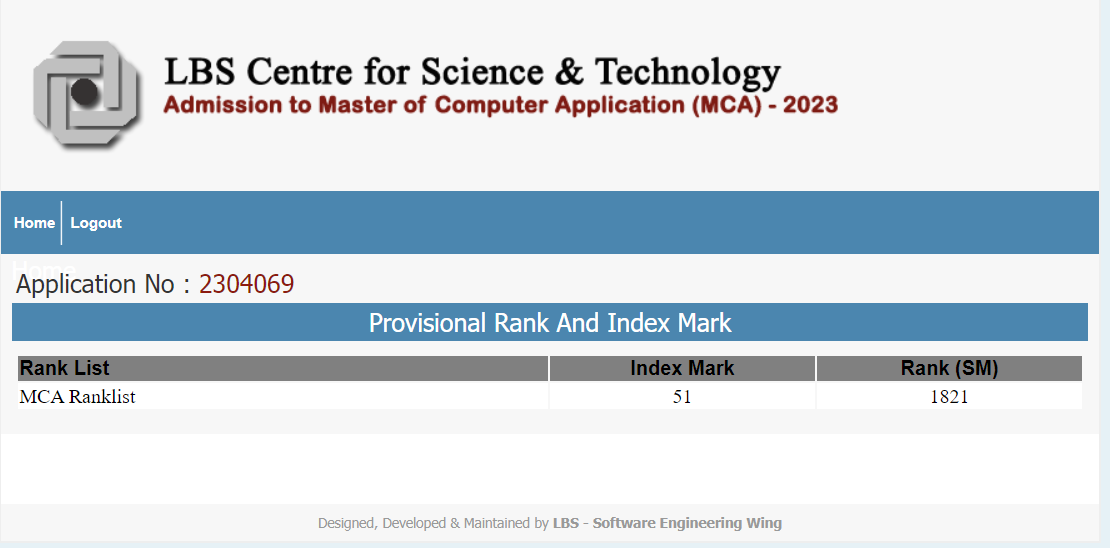 LBS Centre for Science & Technology
Admission to Master of Computer Application (MCA) - 2023
Home Logout
Home
Application No : 2304069
Provisional Rank And Index Mark
Rank List Index Mark Rank (SM)
MCA Ranklist 51 1821
Designed, Developed & Maintained by LBS - Software Engineering Wing